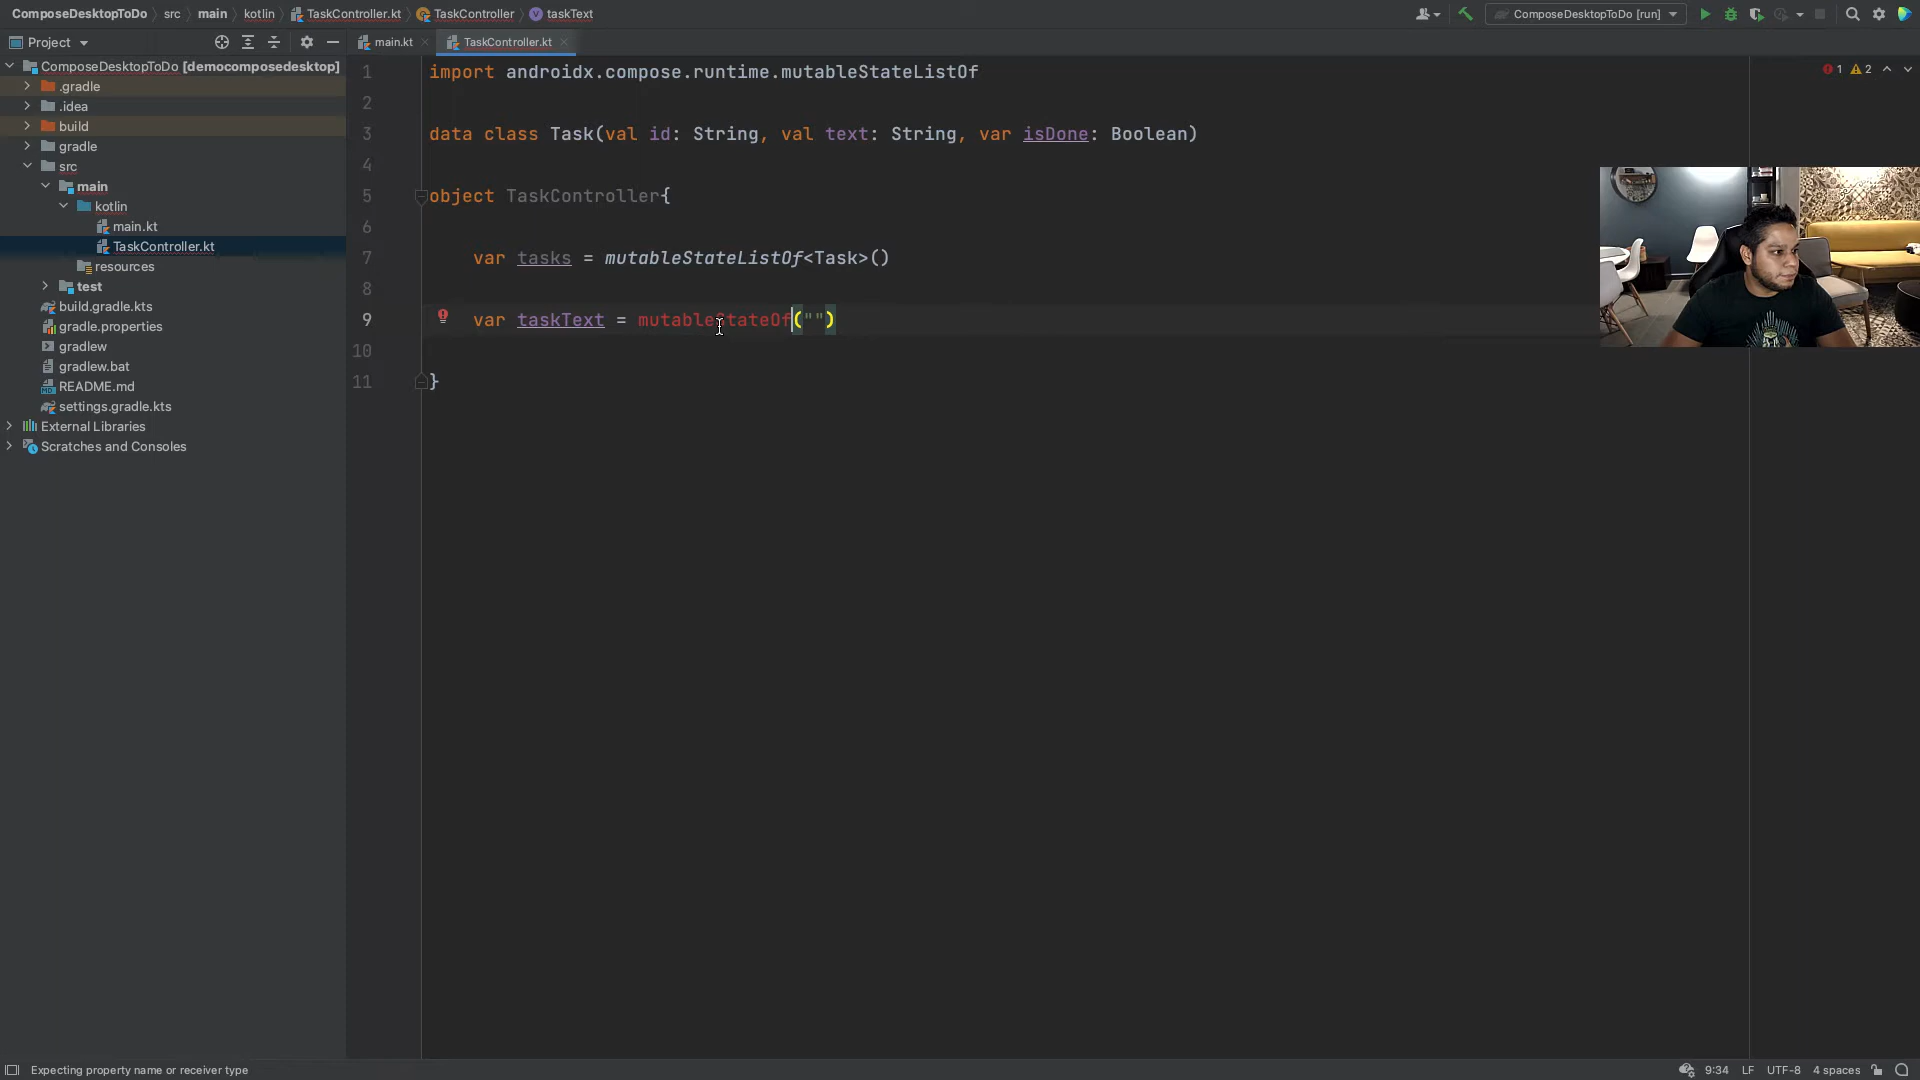 ComposeDesktopToDo src main kotlin TaskController.kt TaskController taskText
ComposeDesktopToDo [run]
Project
main.kt
TaskController.kt
ComposeDesktopToDo [democomposedesktop]
.gradle
.idea
build
gradle
src
main
kotlin
main.kt
TaskController.kt
resources
test
build.gradle.kts
gradle.properties
gradlew
gradlew.bat
README.md
settings.gradle.kts
External Libraries
Scratches and Consoles
1 import androidx.compose.runtime.mutableStateListOf
2
3 data class Task(val id: String, val text: String, var isDone: Boolean)
4
5 object TaskController{
6
7 var tasks = mutableStateListOf<Task>()
8
9 var taskText = mutableStateOf("")
10
11 }
1 2
Expecting property name or receiver type
9:34 LF UTF-8 4 spaces